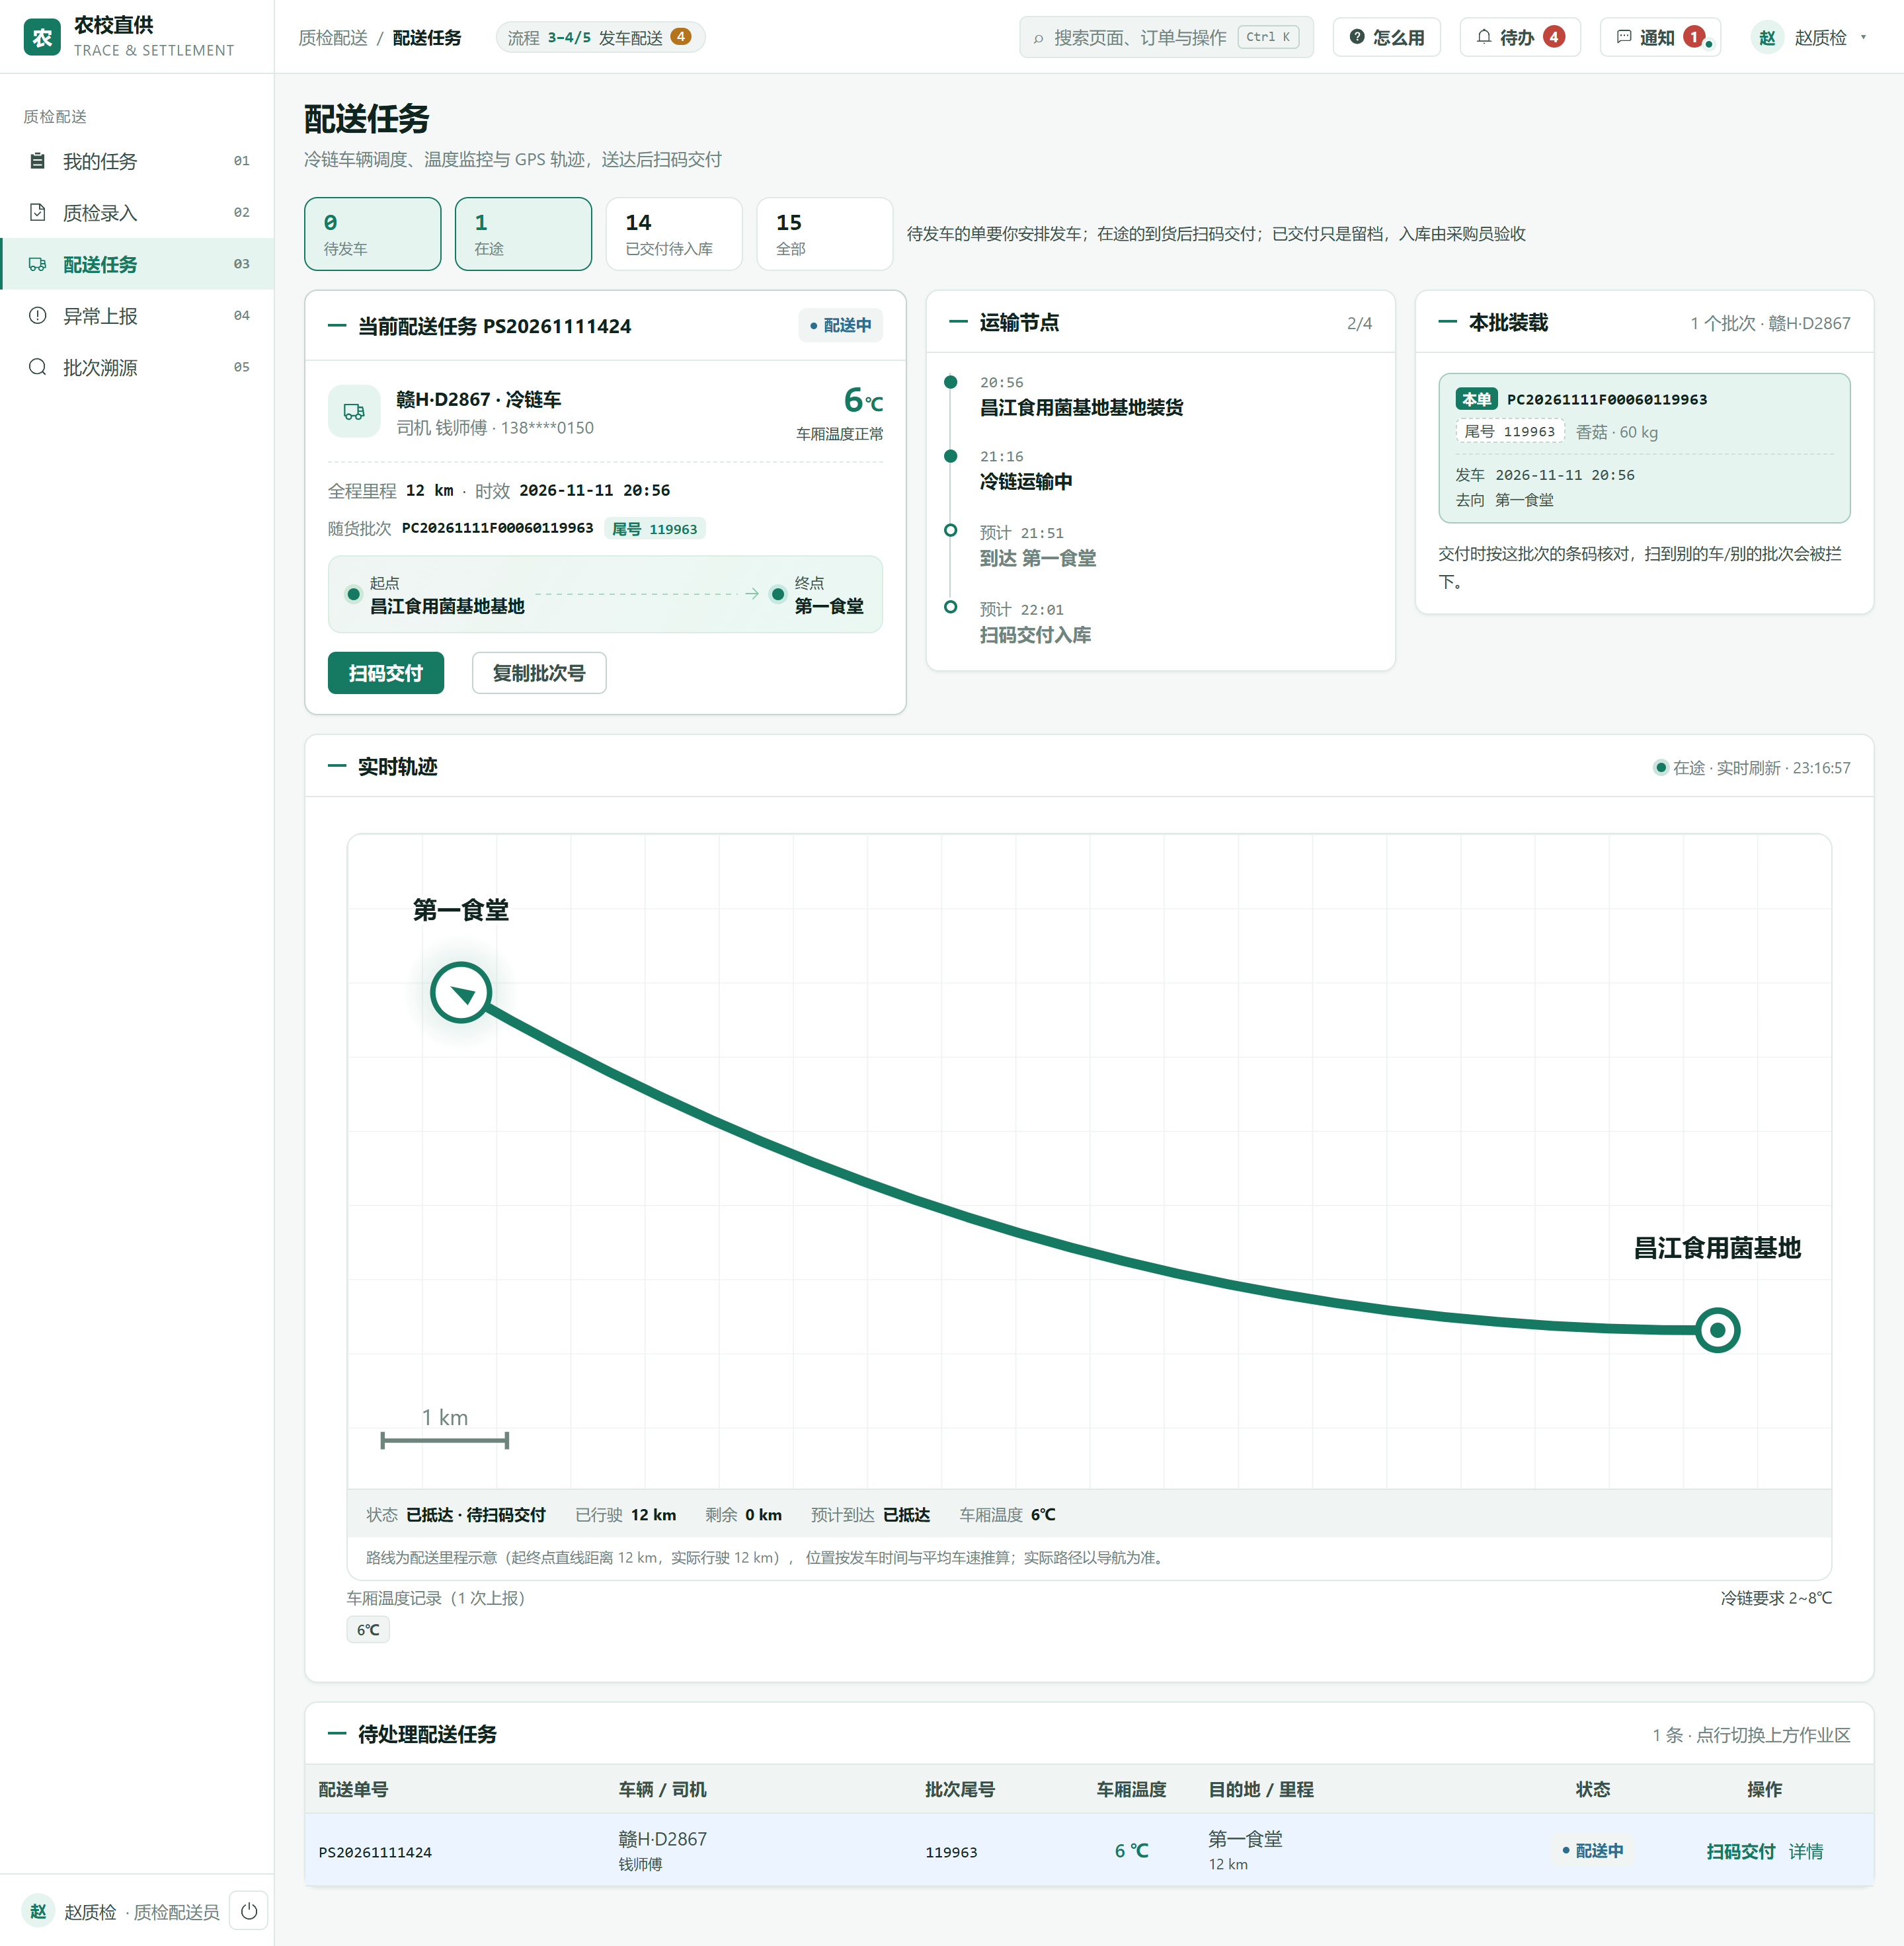 农
农校直供
TRACE & SETTLEMENT
质检配送 / 配送任务
流程 3-4/5 发车配送 4
搜索页面、订单与操作 Ctrl K
? 怎么用
待办 4
通知 1
赵 赵质检
质检配送
我的任务 01
质检录入 02
配送任务 03
异常上报 04
批次溯源 05
赵 赵质检 · 质检配送员
配送任务
冷链车辆调度、温度监控与 GPS 轨迹，送达后扫码交付
0
待发车
1
在途
14
已交付待入库
15
全部
待发车的单要你安排发车；在途的到货后扫码交付；已交付只是留档，入库由采购员验收
当前配送任务 PS20261111424
配送中
赣H·D2867 · 冷链车
司机 钱师傅 · 138****0150
6℃
车厢温度正常
全程里程 12 km · 时效 2026-11-11 20:56
随货批次 PC20261111F00060119963 尾号 119963
起点
昌江食用菌基地基地
终点
第一食堂
扫码交付
复制批次号
运输节点
2/4
20:56
昌江食用菌基地基地装货
21:16
冷链运输中
预计 21:51
到达 第一食堂
预计 22:01
扫码交付入库
本批装载
1 个批次 · 赣H·D2867
本单 PC20261111F00060119963
尾号 119963 香菇 · 60 kg
发车 2026-11-11 20:56
去向 第一食堂
交付时按这批次的条码核对，扫到别的车/别的批次会被拦
下。
实时轨迹
在途 · 实时刷新 · 23:16:57
第一食堂
昌江食用菌基地
1 km
状态 已抵达 · 待扫码交付 已行驶 12 km 剩余 0 km 预计到达 已抵达 车厢温度 6℃
路线为配送里程示意（起终点直线距离 12 km，实际行驶 12 km），位置按发车时间与平均车速推算；实际路径以导航为准。
车厢温度记录（1 次上报）
冷链要求 2~8℃
6℃
待处理配送任务
1 条 · 点行切换上方作业区
配送单号 车辆 / 司机 批次尾号 车厢温度 目的地 / 里程 状态 操作
PS20261111424 赣H·D2867 119963 6 ℃ 第一食堂 配送中 扫码交付 详情
钱师傅 12 km